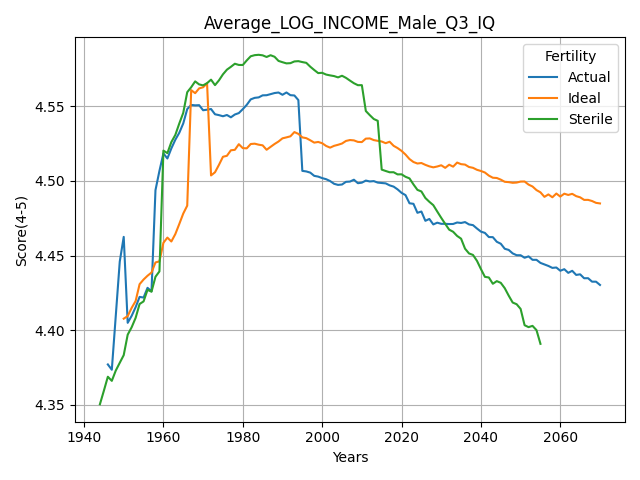 Average_LOG_INCOME_Male_Q3_IQ
Fertility
Actual
Ideal
Sterile
Score(4-5)
4.55
4.50
4.45
4.40
4.35
1940
1960
1980
2000
2020
2040
2060
Years